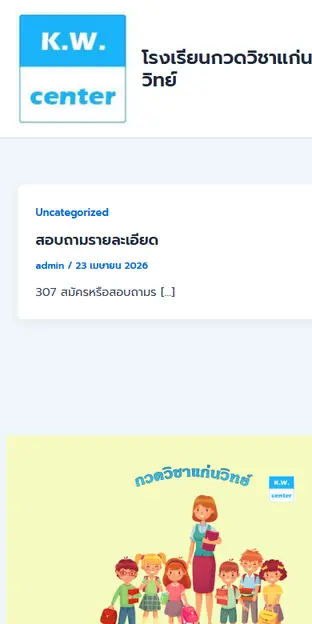 K.W.
center
โรงเรียนกวดวิชาแก่น
วิทย์
Uncategorized
สอบถามรายละเอียด
admin / 23 เมษายน 2026
307 สมัครหรือสอบถามร […]
กวดวิชาแก่นวิทย์
K.W.
center